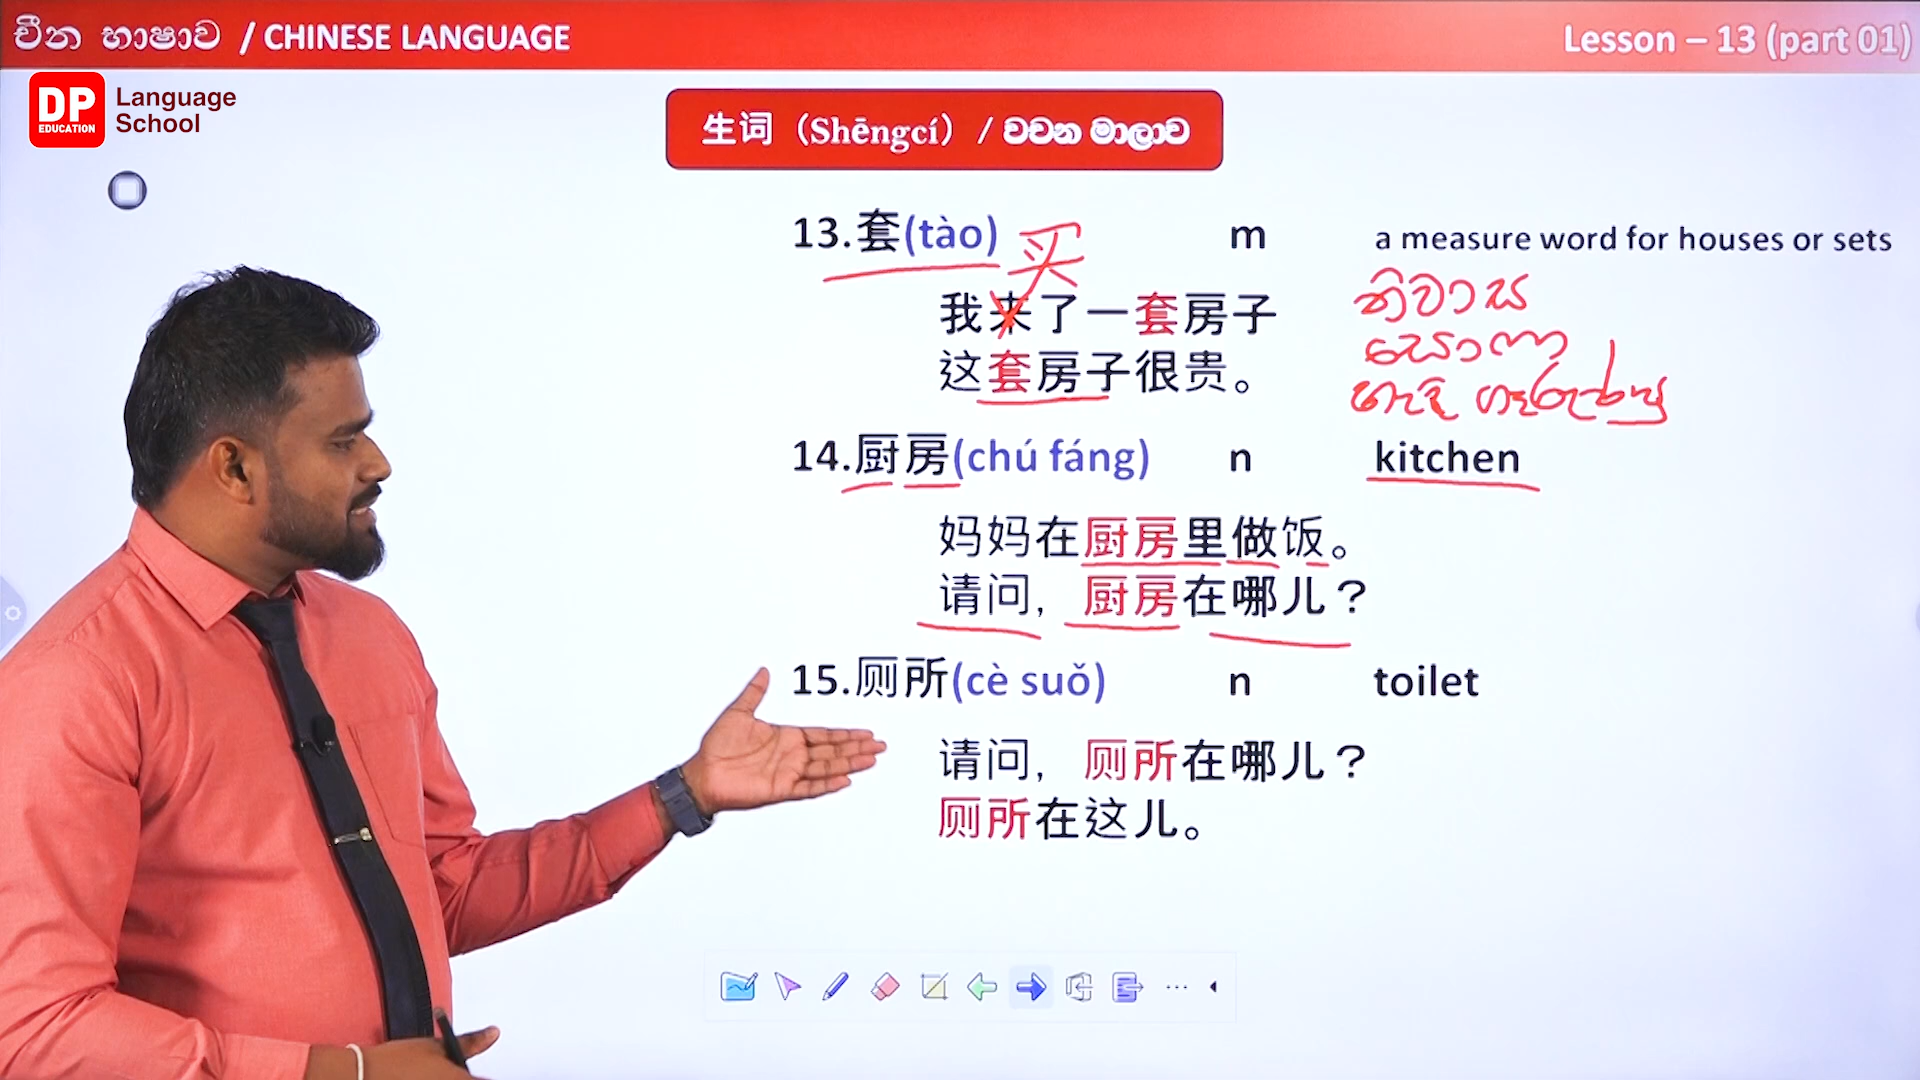 චීන භාෂාව / CHINESE LANGUAGE
Lesson – 13 (part 01)
DP
EDUCATION
Language
School
生词（Shēngcí）/ වචන මාලාව
13.套(tào) m a measure word for houses or sets
买
නිවාස
我来了一套房子
这套房子很贵。
14.厨房(chú fáng) n kitchen
妈妈在厨房里做饭。
请问，厨房在哪儿？
15.厕所(cè suǒ) n toilet
请问，厕所在哪儿？
厕所在这儿。